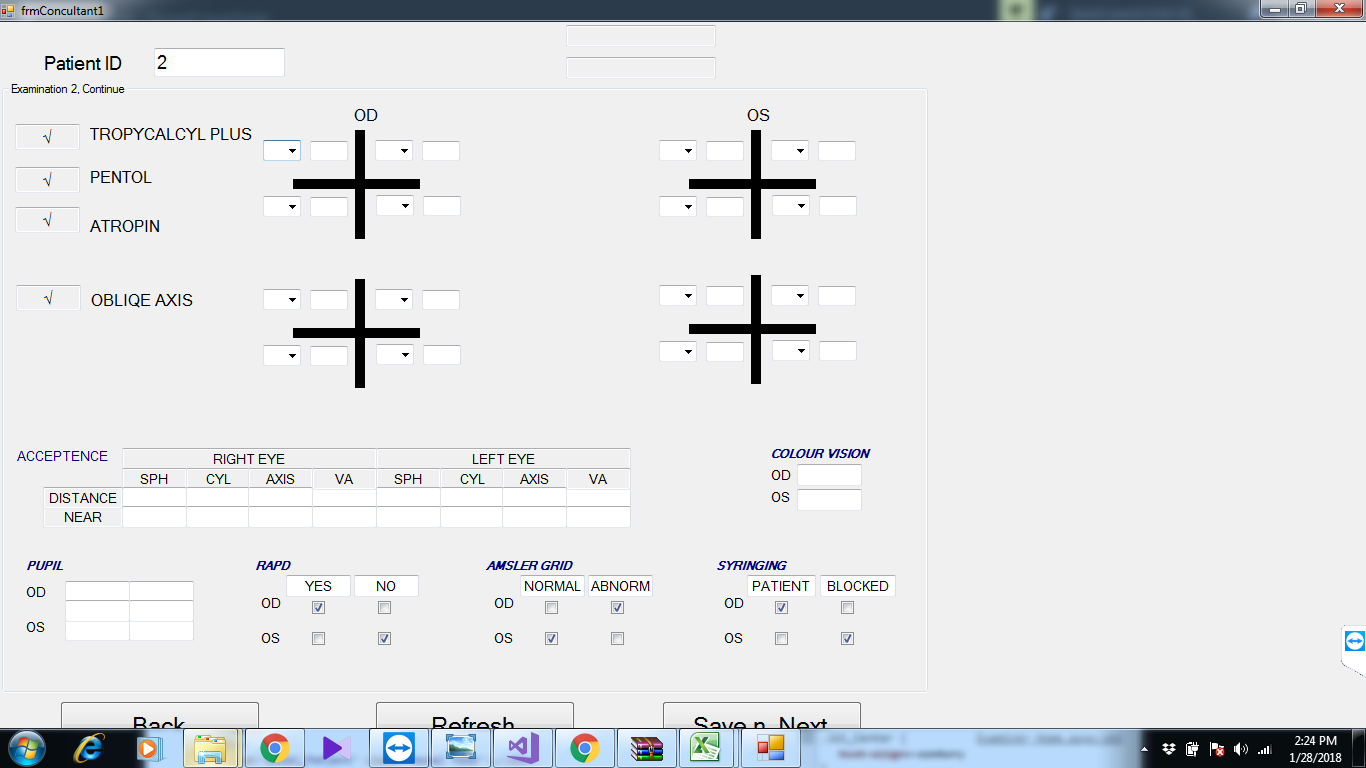 frmConcultant1
Patient ID 2
Examination 2, Continue
OD OS
√ TROPYCALCYL PLUS
√ PENTOL
√ ATROPIN
√ OBLIQE AXIS
ACCEPTENCE RIGHT EYE LEFT EYE COLOUR VISION
SPH CYL AXIS VA SPH CYL AXIS VA OD
DISTANCE OS
NEAR
PUPIL RAPD AMSLER GRID SYRINGING
YES NO NORMAL ABNORM PATIENT BLOCKED
OD OD OD OD
OS OS OS OS
Back Refresh Save n Next
2:24 PM
1/28/2018